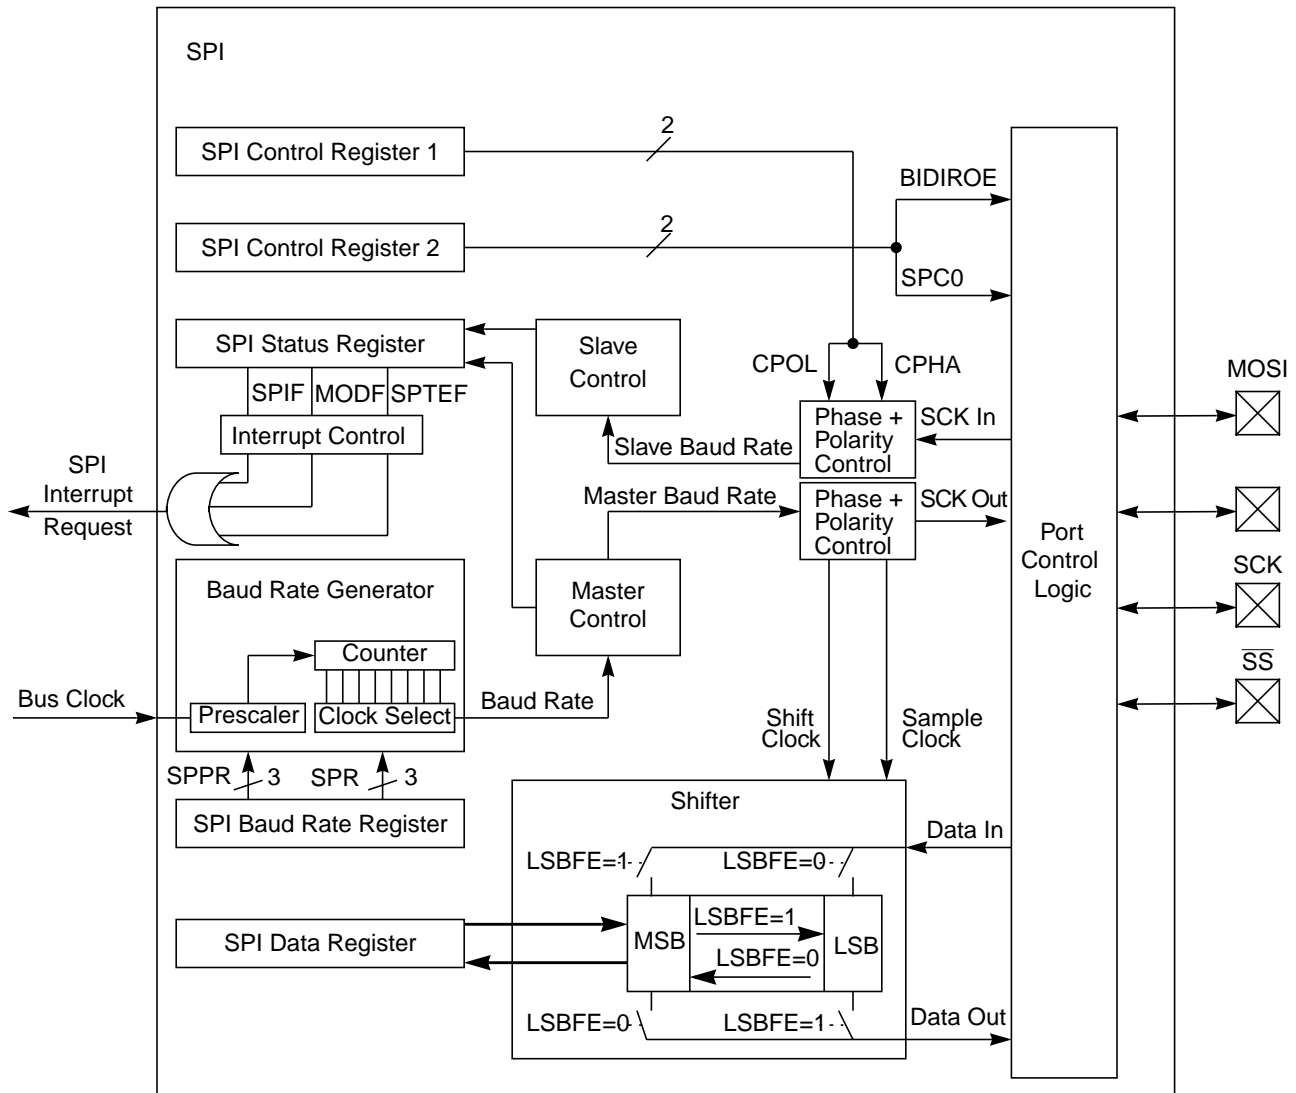 SPI
2
SPI Control Register 1
BIDIROE
2
SPI Control Register 2
SPC0
SPI Status Register
Slave
Control
CPOL
CPHA
MOSI
SPIF
MODF
SPTEF
Interrupt Control
Phase +
Polarity
Control
SCK In
Slave Baud Rate
SPI
Interrupt
Request
Master Baud Rate
Phase +
Polarity
Control
SCK Out
Port
Control
Logic
SCK
Baud Rate Generator
Master
Control
Counter
SS
Bus Clock
Prescaler
Clock Select
Baud Rate
Shift
Clock
Sample
Clock
SPPR
3
SPR
3
SPI Baud Rate Register
Shifter
Data In
LSBFE=1
LSBFE=0
SPI Data Register
MSB
LSBFE=1
LSBFE=0
LSB
LSBFE=0
LSBFE=1
Data Out